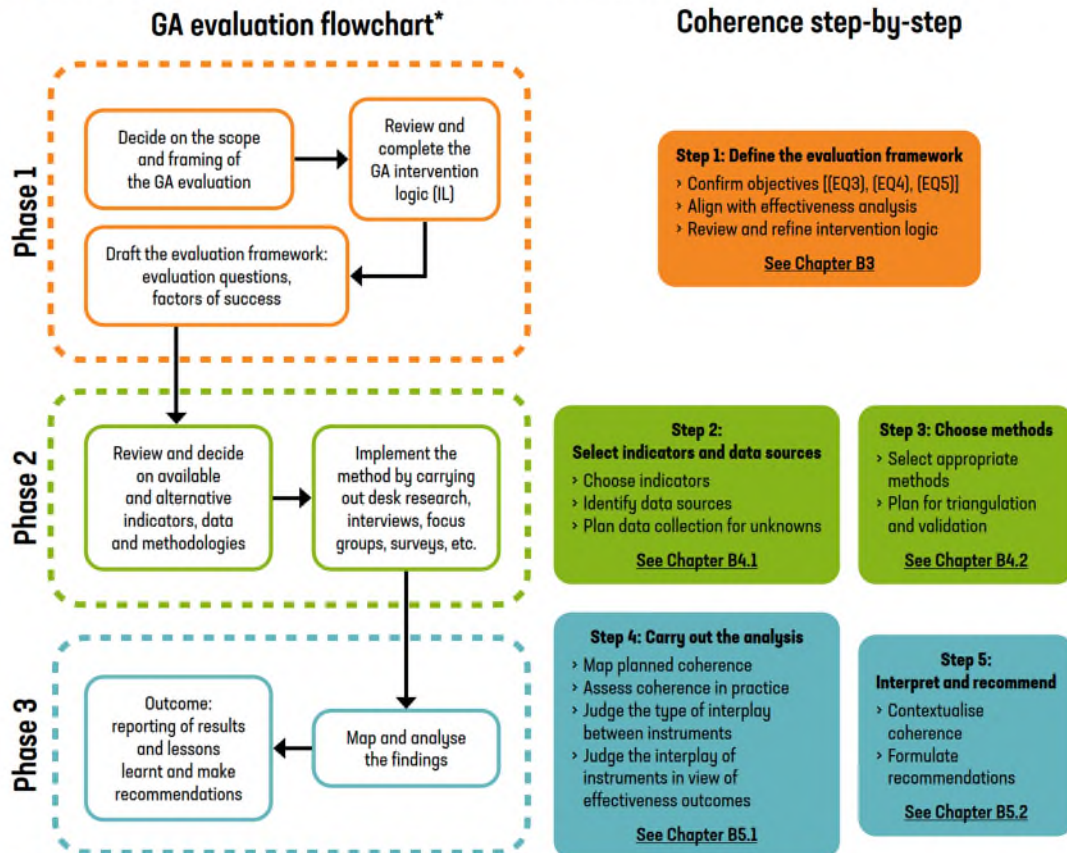 GA evaluation flowchart*
Coherence step-by-step
Phase 1
Decide on the scope
and framing of
the GA evaluation
Review and
complete the
GA intervention
logic (IL)
Draft the evaluation framework:
evaluation questions,
factors of success
Step 1: Define the evaluation framework
> Confirm objectives [(EQ3), (EQ4), (EQ5)]
> Align with effectiveness analysis
> Review and refine intervention logic
See Chapter B3
Phase 2
Review and decide
on available
and alternative
indicators, data
and methodologies
Implement the
method by carrying
out desk research,
interviews, focus
groups, surveys, etc.
Step 2:
Select indicators and data sources
> Choose indicators
> Identify data sources
> Plan data collection for unknowns
See Chapter B4.1
Step 3: Choose methods
> Select appropriate
methods
> Plan for triangulation
and validation
See Chapter B4.2
Phase 3
Outcome:
reporting of results
and lessons
learnt and make
recommendations
Map and analyse
the findings
Step 4: Carry out the analysis
> Map planned coherence
> Assess coherence in practice
> Judge the type of interplay
between instruments
> Judge the interplay of
instruments in view of
effectiveness outcomes
See Chapter B5.1
Step 5:
Interpret and recommend
> Contextualise
coherence
> Formulate
recommendations
See Chapter B5.2